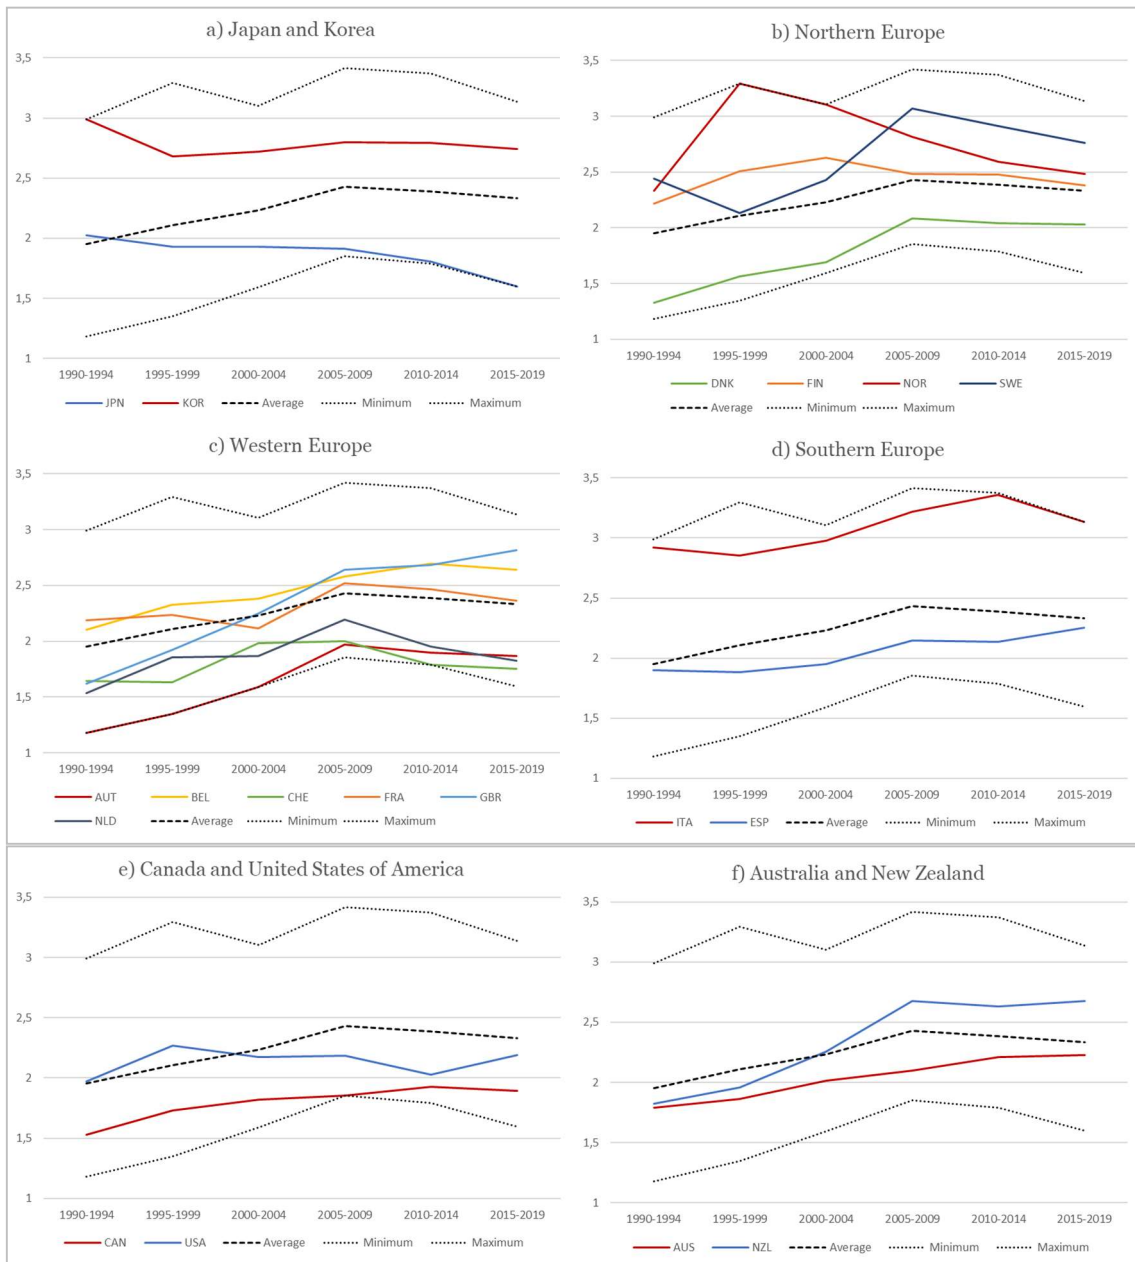 a) Japan and Korea
3,5
3
2,5
2
1,5
1
1990-1994 1995-1999 2000-2004 2005-2009 2010-2014 2015-2019
JPN KOR Average Minimum Maximum
b) Northern Europe
3,5
3
2,5
2
1,5
1
1990-1994 1995-1999 2000-2004 2005-2009 2010-2014 2015-2019
DNK FIN NOR SWE
Average Minimum Maximum
c) Western Europe
3,5
3
2,5
2
1,5
1
1990-1994 1995-1999 2000-2004 2005-2009 2010-2014 2015-2019
AUT BEL CHE FRA GBR
NLD Average Minimum Maximum
d) Southern Europe
3,5
3
2,5
2
1,5
1
1990-1994 1995-1999 2000-2004 2005-2009 2010-2014 2015-2019
ITA ESP Average Minimum Maximum
e) Canada and United States of America
3,5
3
2,5
2
1,5
1
1990-1994 1995-1999 2000-2004 2005-2009 2010-2014 2015-2019
CAN USA Average Minimum Maximum
f) Australia and New Zealand
3,5
3
2,5
2
1,5
1
1990-1994 1995-1999 2000-2004 2005-2009 2010-2014 2015-2019
AUS NZL Average Minimum Maximum